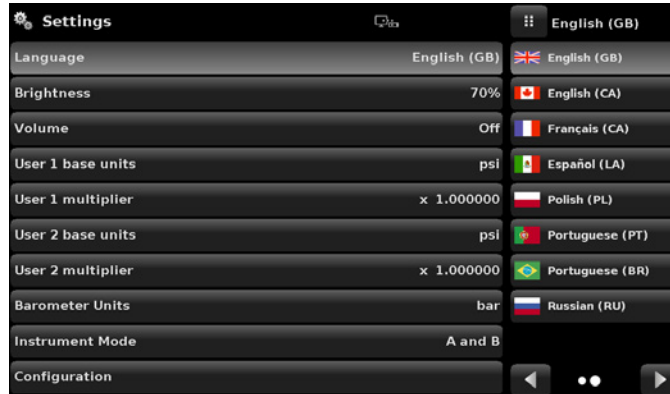 Settings
Language English (GB)
Brightness 70%
Volume Off
User 1 base units psi
User 1 multiplier x 1.000000
User 2 base units psi
User 2 multiplier x 1.000000
Barometer Units bar
Instrument Mode A and B
Configuration
English (GB)
English (GB)
English (CA)
Français (CA)
Español (LA)
Polish (PL)
Portuguese (PT)
Portuguese (BR)
Russian (RU)